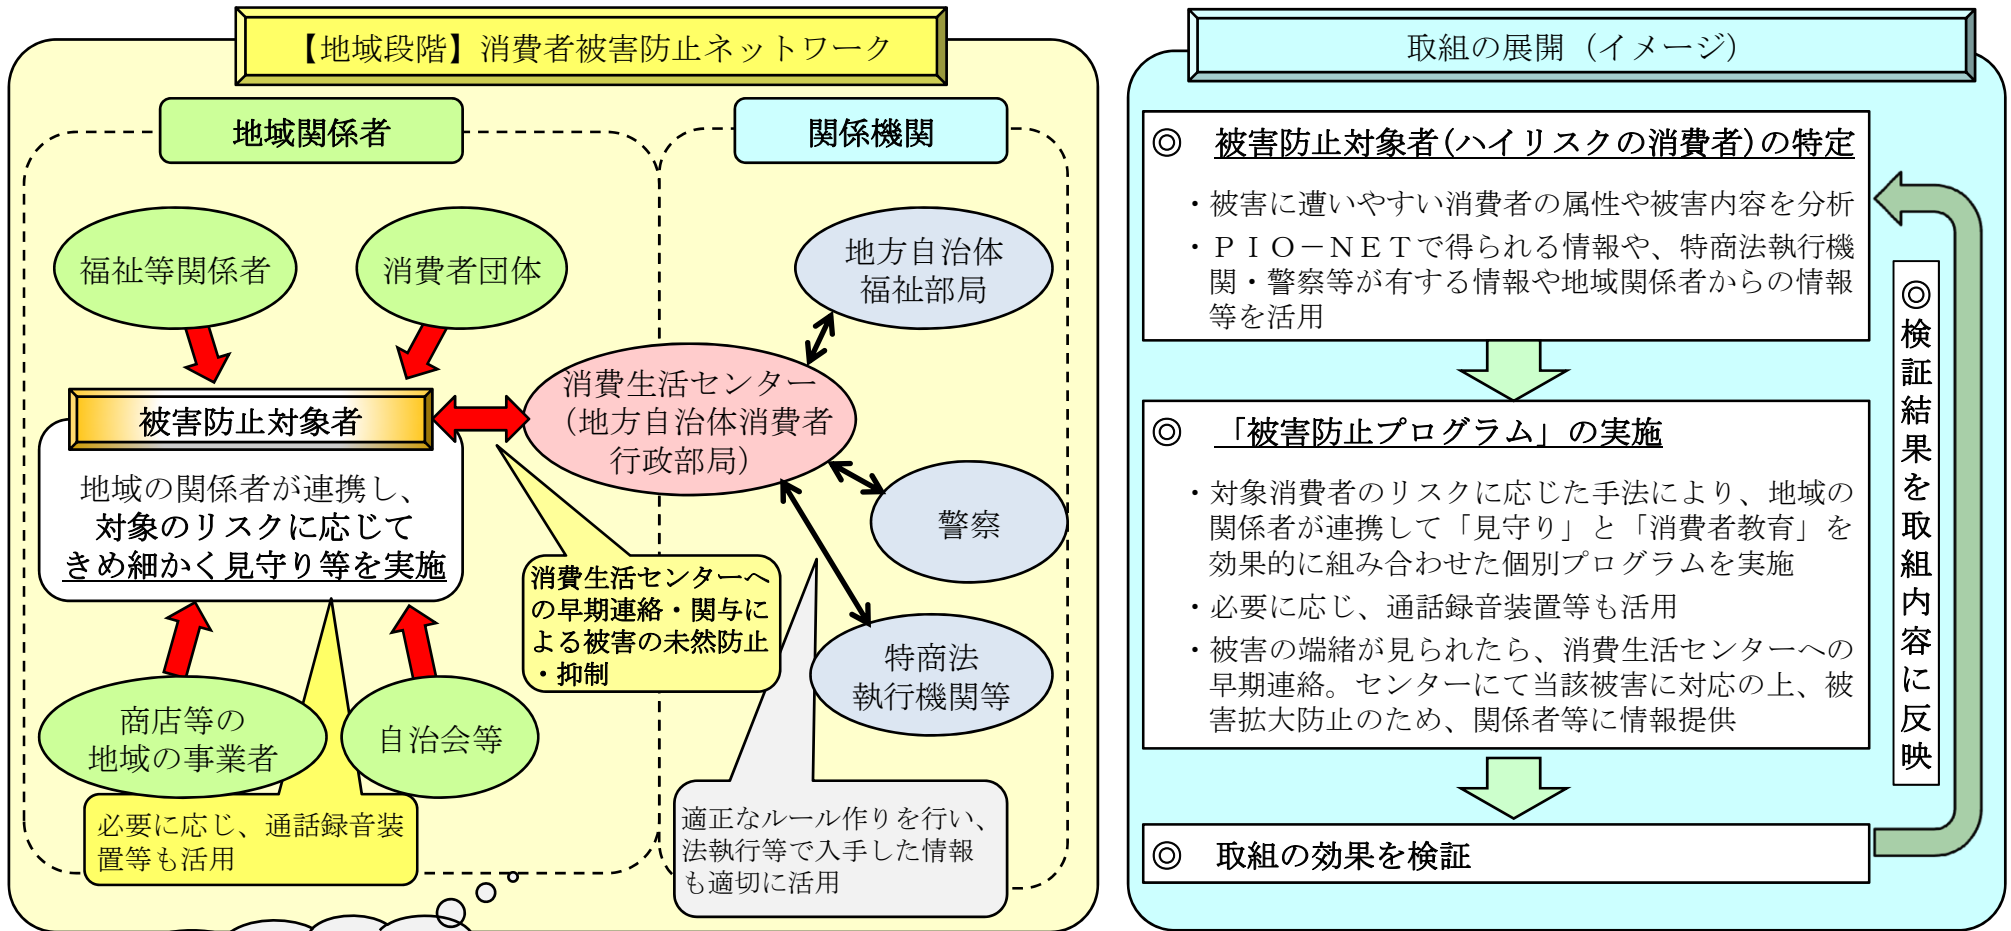 【地域段階】消費者被害防止ネットワーク
地域関係者
関係機関
福祉等関係者
消費者団体
地方自治体
福祉部局
被害防止対象者
地域の関係者が連携し、
対象のリスクに応じて
きめ細かく見守り等を実施
消費生活センター
（地方自治体消費者
行政部局）
警察
特商法
執行機関等
消費生活センターへ
の早期連絡・関与に
よる被害の未然防止
・抑制
商店等の
地域の事業者
自治会等
必要に応じ、通話録音装
置等も活用
適正なルール作りを行い、
法執行等で入手した情報
も適切に活用
取組の展開（イメージ）
◎　被害防止対象者(ハイリスクの消費者)の特定
・被害に遭いやすい消費者の属性や被害内容を分析
・ＰＩＯ－ＮＥＴで得られる情報や、特商法執行機
関・警察等が有する情報や地域関係者からの情報
等を活用
◎　「被害防止プログラム」の実施
・対象消費者のリスクに応じた手法により、地域の
関係者が連携して「見守り」と「消費者教育」を
効果的に組み合わせた個別プログラムを実施
・必要に応じ、通話録音装置等も活用
・被害の端緒が見られたら、消費生活センターへの
早期連絡。センターにて当該被害に対応の上、被
害拡大防止のため、関係者等に情報提供
◎　取組の効果を検証
◎検証結果を取組内容に反映